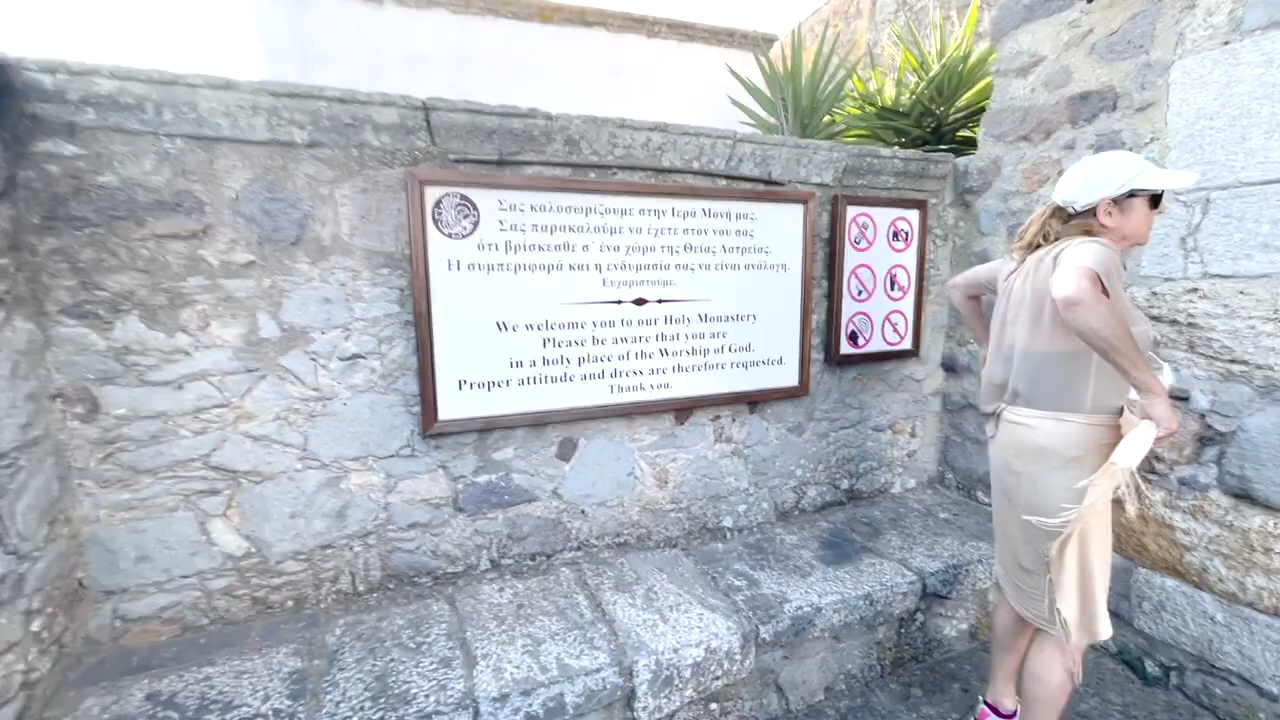 Σας καλοσωρίζουμε στην Ιερά Μονή μας.
Σας παρακαλούμε να έχετε στον νου σας
ότι βρίσκεσθε σ΄ ένα χώρο της Θείας Λατρείας.
Η συμπεριφορά και η ενδυμασία σας να είναι ανάλογη.
Ευχαριστούμε.
We welcome you to our Holy Monastery
Please be aware that you are
in a holy place of the Worship of God.
Proper attitude and dress are therefore requested.
Thank you.